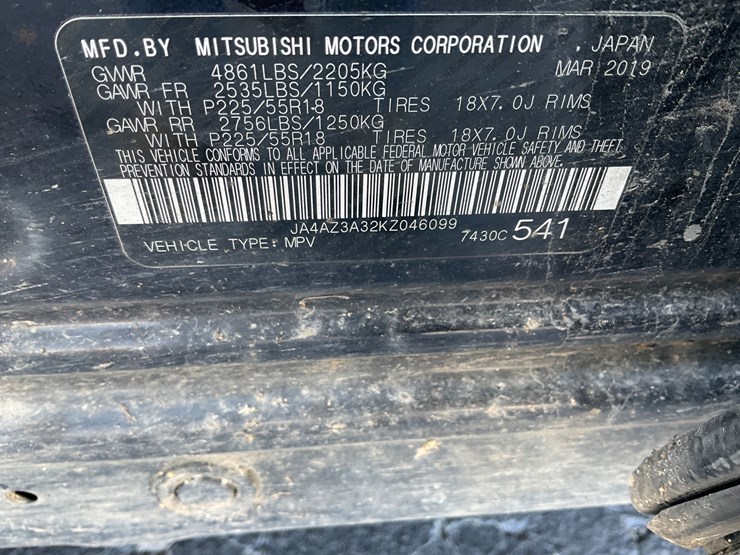 MFD. BY MITSUBISHI MOTORS CORPORATION , JAPAN
GWVR 4861LBS/2205KG MAR 2019
GAWR FR 2535LBS/1150KG
WITH P225/55R18 TIRES 18X7.0J RIMS
GAWR RR 2756LBS/1250KG
WITH P225/55R18 TIRES 18X7.0J RIMS
THIS VEHICLE CONFORMS TO ALL APPLICABLE FEDERAL MOTOR VEHICLE SAFETY AND THEFT
PREVENTION STANDARDS IN EFFECT ON THE DATE OF MANUFACTURE SHOWN ABOVE.
JA4AZ3A32KZ046099
VEHICLE TYPE: MPV 7430C 541